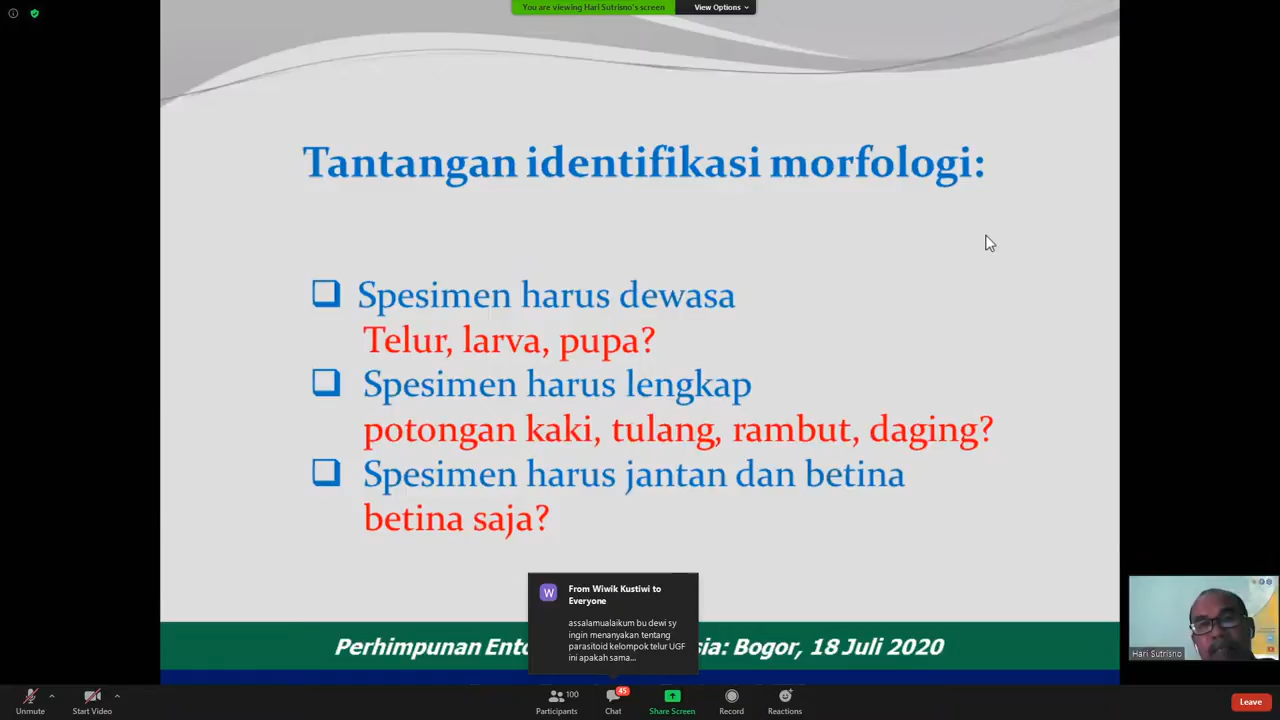 You are viewing Hari Sutrisno's screen
View Options
Tantangan identifikasi morfologi:
Spesimen harus dewasa
Telur, larva, pupa?
Spesimen harus lengkap
potongan kaki, tulang, rambut, daging?
Spesimen harus jantan dan betina
betina saja?
W
From Wiwik Kustiwi to
Everyone
assalamualaikum bu dewi sy
ingin menanyakan tentang
parasitoid kelompok telur UGF
ini apakah sama...
Perhimpunan Ento sia: Bogor, 18 Juli 2020
Hari Sutrisno
Unmute
Start Video
100
Participants
45
Chat
Share Screen
Record
Reactions
Leave